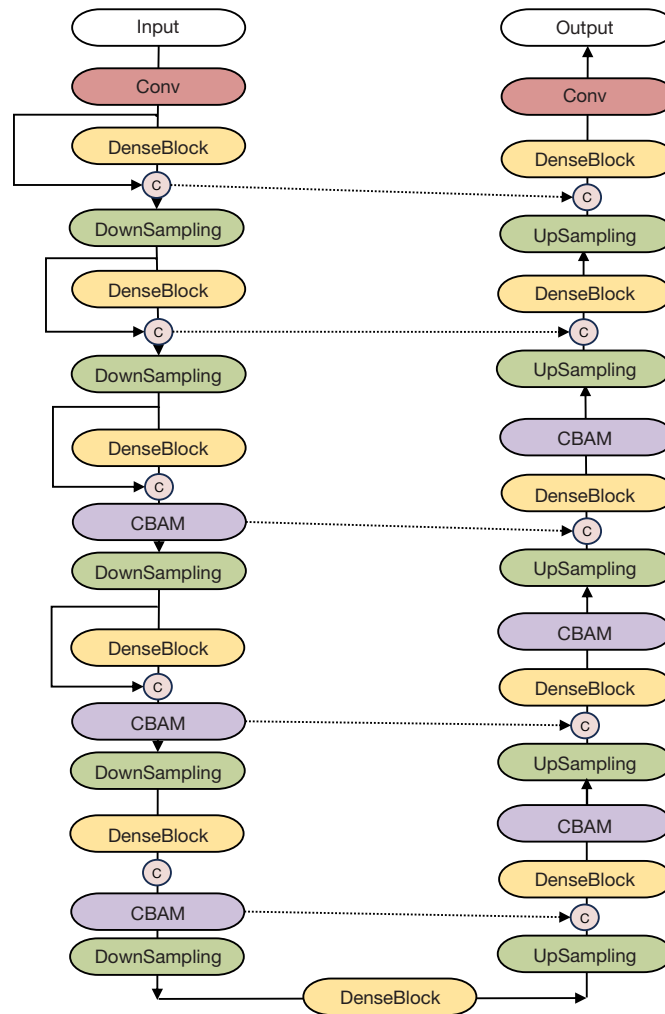 Input
Conv
DenseBlock
C
DownSampling
DenseBlock
C
DownSampling
DenseBlock
C
CBAM
DownSampling
DenseBlock
C
CBAM
DownSampling
DenseBlock
C
CBAM
DownSampling
DenseBlock
UpSampling
C
DenseBlock
CBAM
UpSampling
C
DenseBlock
CBAM
UpSampling
C
DenseBlock
CBAM
UpSampling
C
DenseBlock
UpSampling
C
DenseBlock
Conv
Output